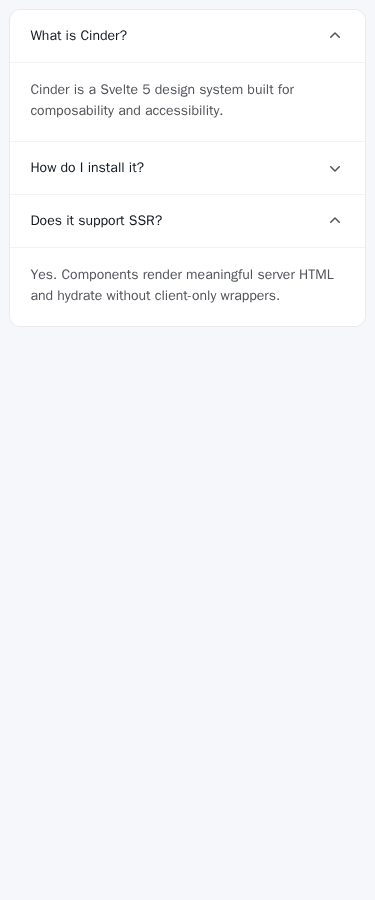 What is Cinder?
Cinder is a Svelte 5 design system built for
composability and accessibility.
How do I install it?
Does it support SSR?
Yes. Components render meaningful server HTML
and hydrate without client-only wrappers.